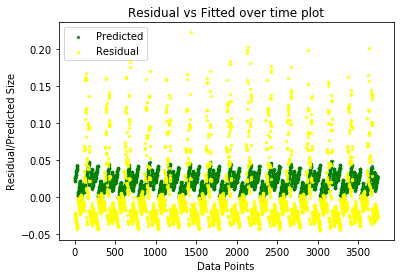 Residual vs Fitted over time plot
Predicted
Residual
Residual/Predicted Size
0.20
0.15
0.10
0.05
0.00
−0.05
0 500 1000 1500 2000 2500 3000 3500
Data Points